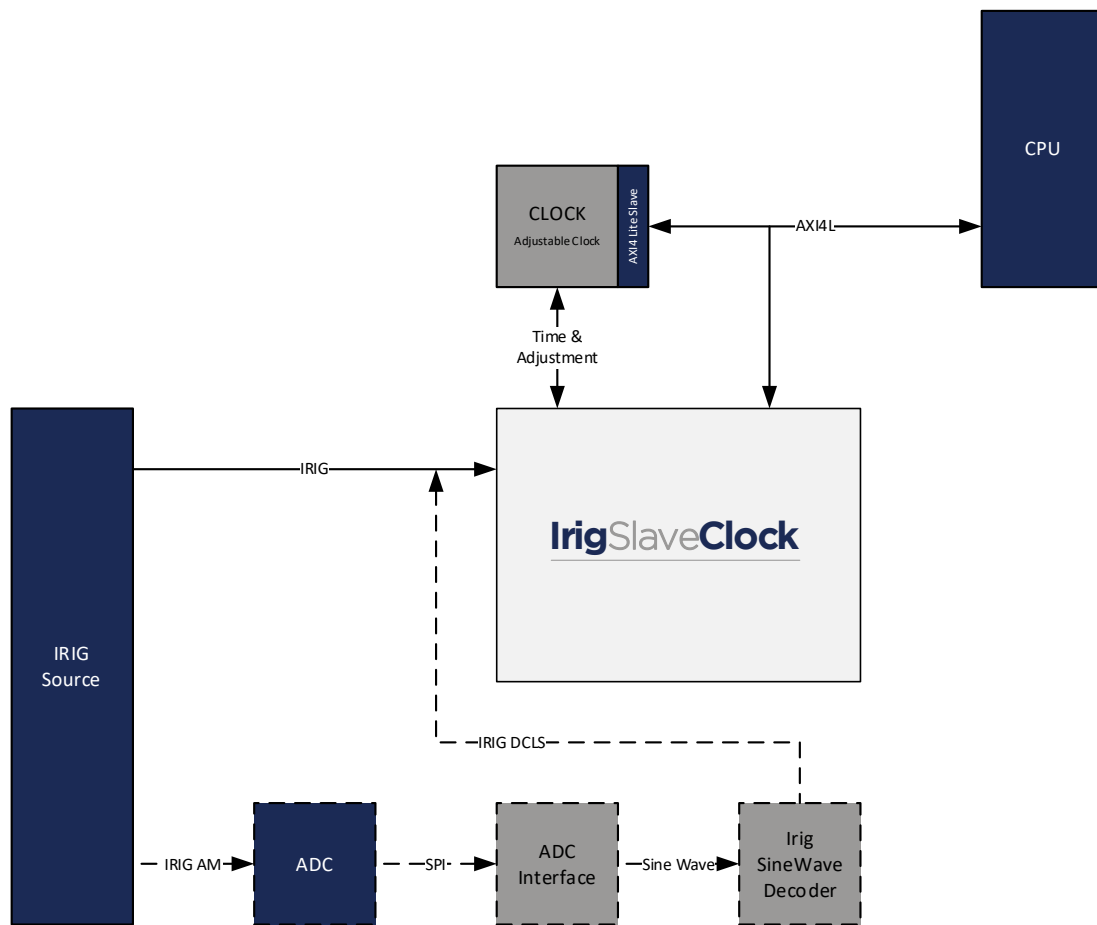 CPU
CLOCK
Adjustable Clock
AXI4 Lite Slave
AXI4L
Time &
Adjustment
IRIG
IrigSlaveClock
IRIG
Source
IRIG DCLS
IRIG AM
ADC
SPI
ADC
Interface
Sine Wave
Irig
SineWave
Decoder